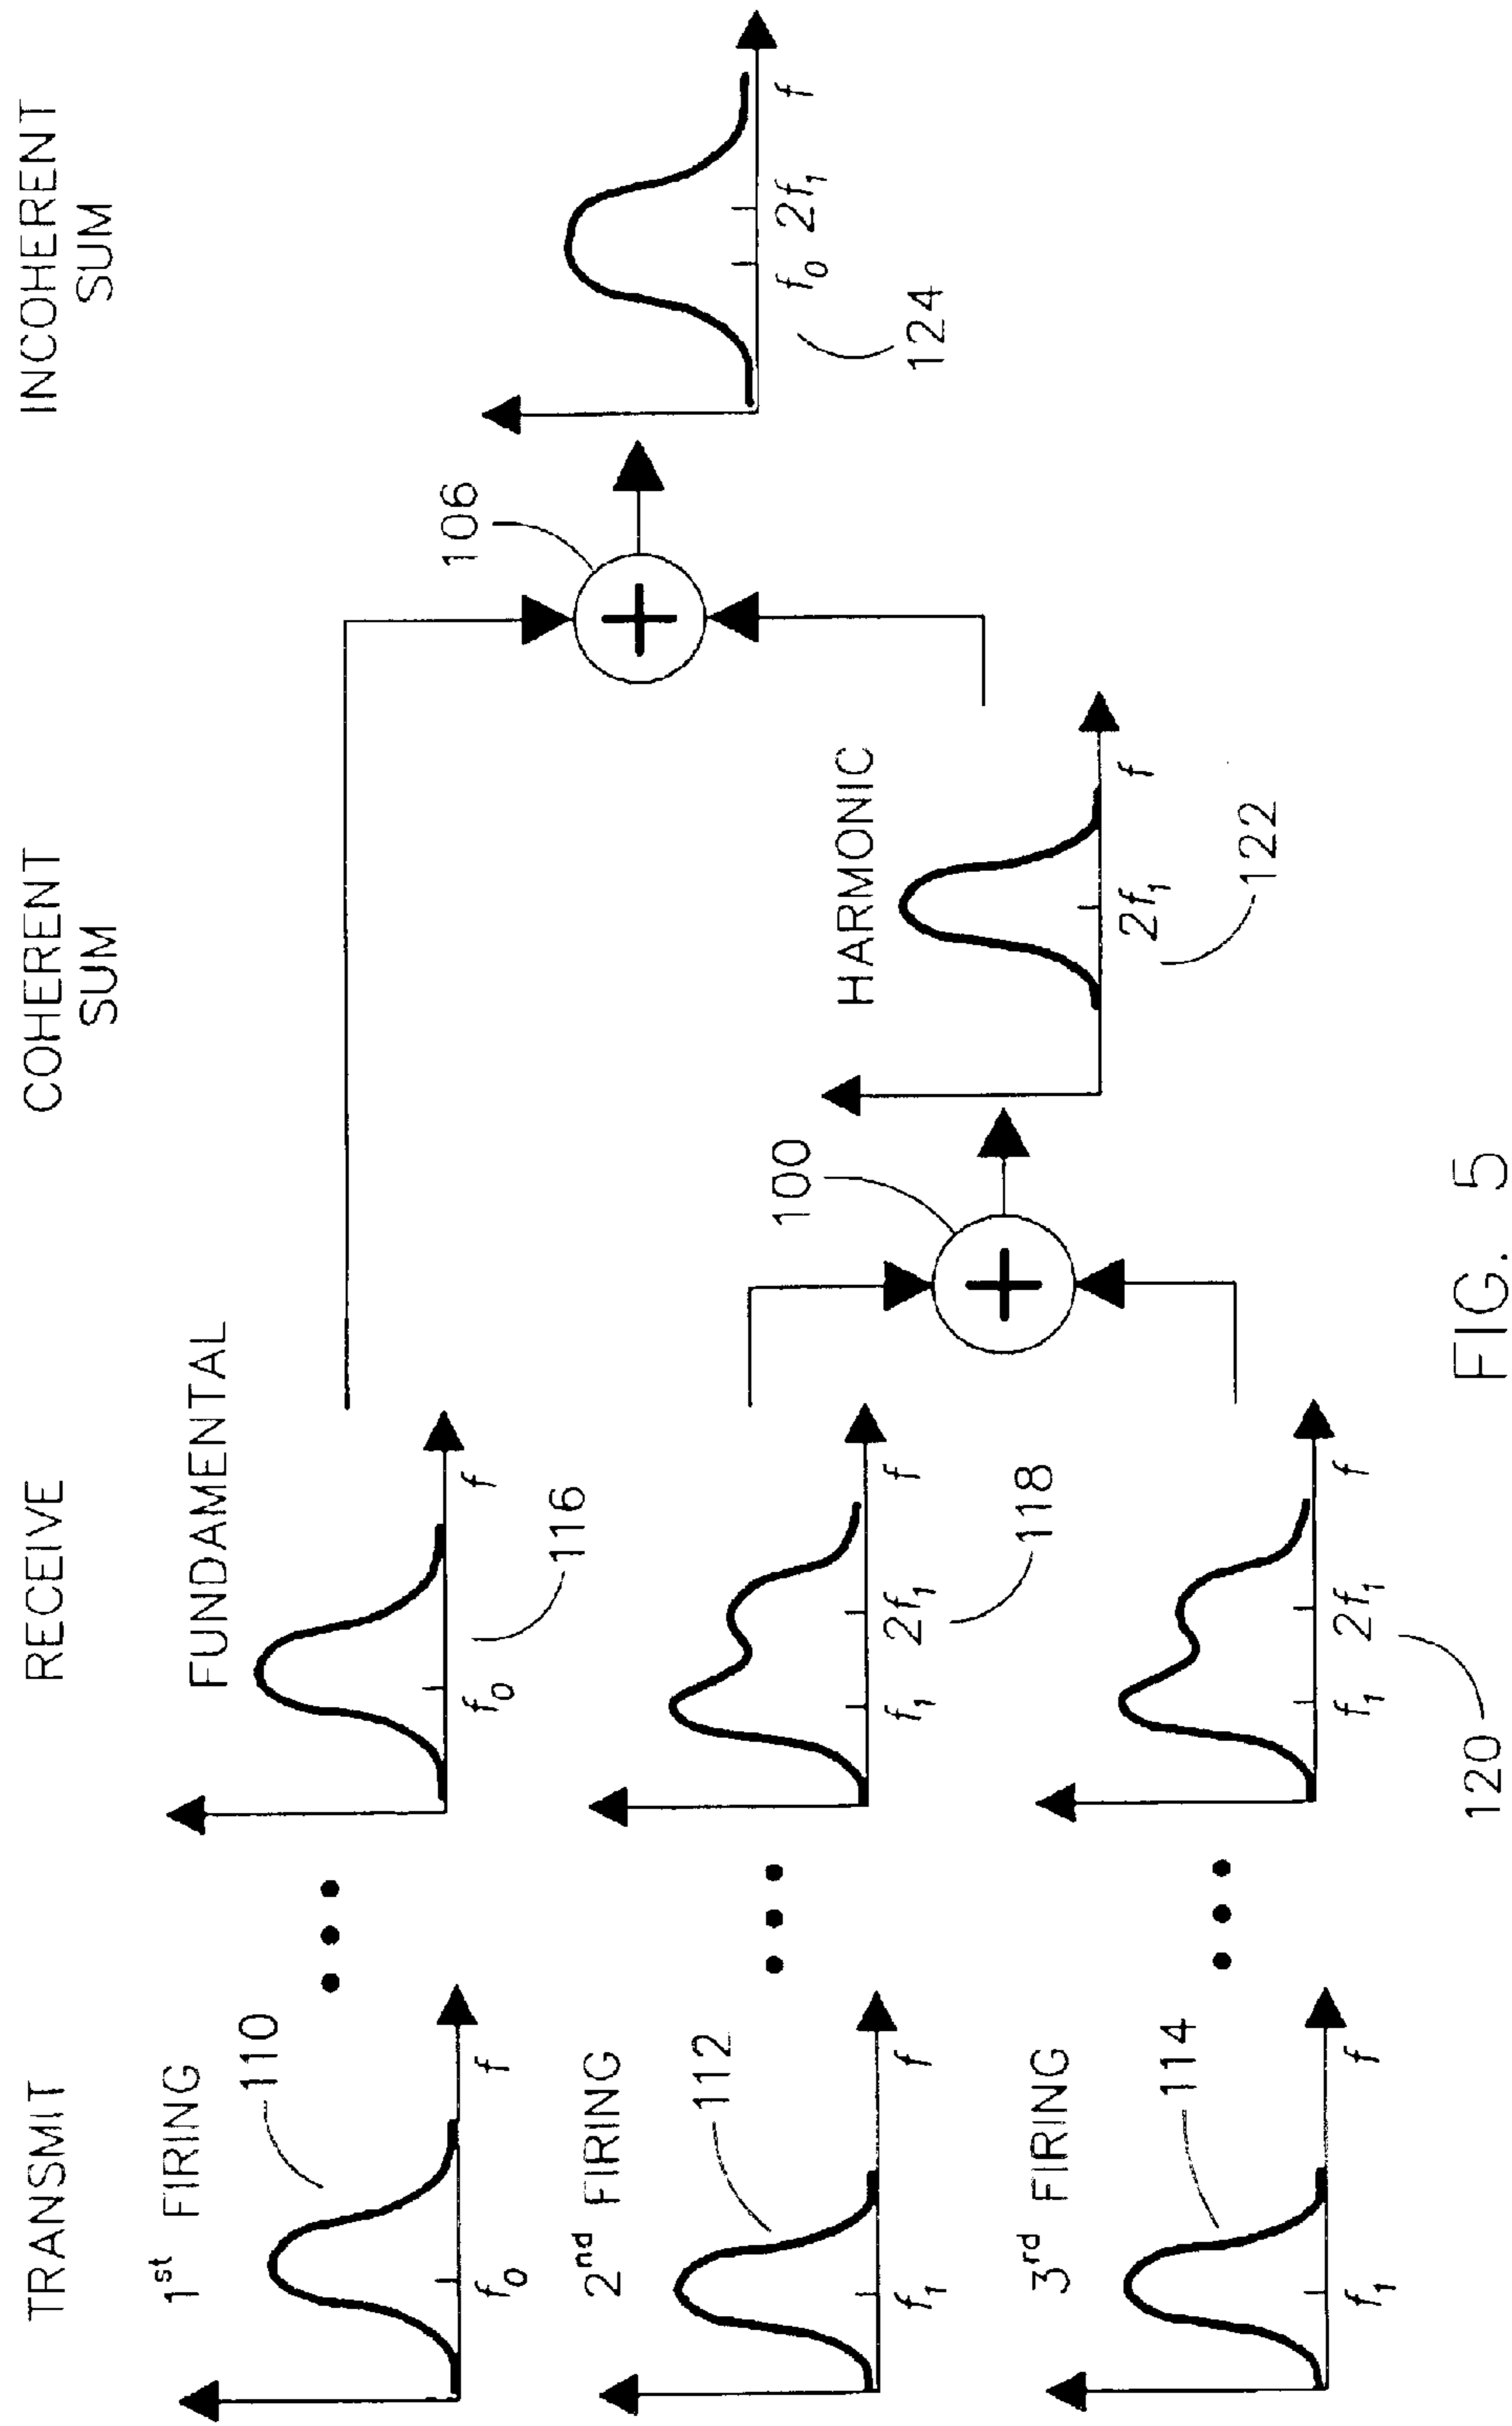 TRANSMIT
RECEIVE
COHERENT
SUM
INCOHERENT
SUM
1st FIRING
110
f0
f
FUNDAMENTAL
f0
f
116
2nd FIRING
112
f1
f
f1
2f1
f
118
3rd FIRING
114
f1
f
f1
2f1
f
120
100
HARMONIC
2f1
f
122
106
f0
2f1
f
124
FIG. 5